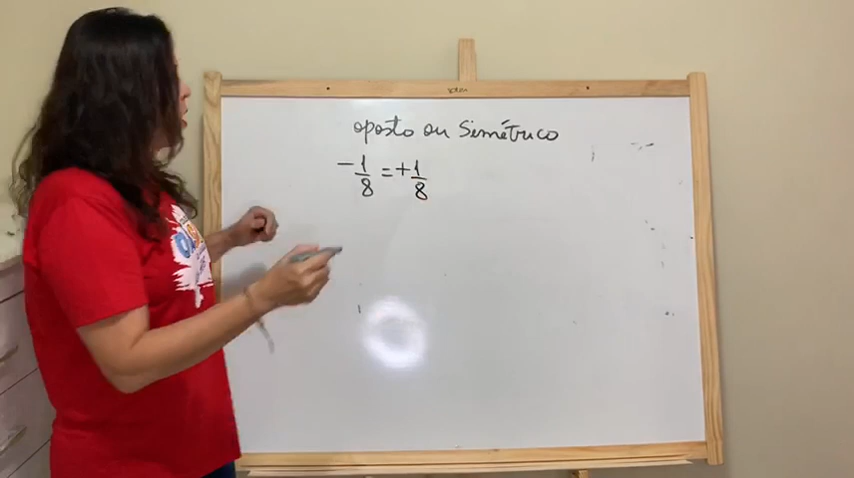 oposto ou Simétrico
-1/8 = +1/8